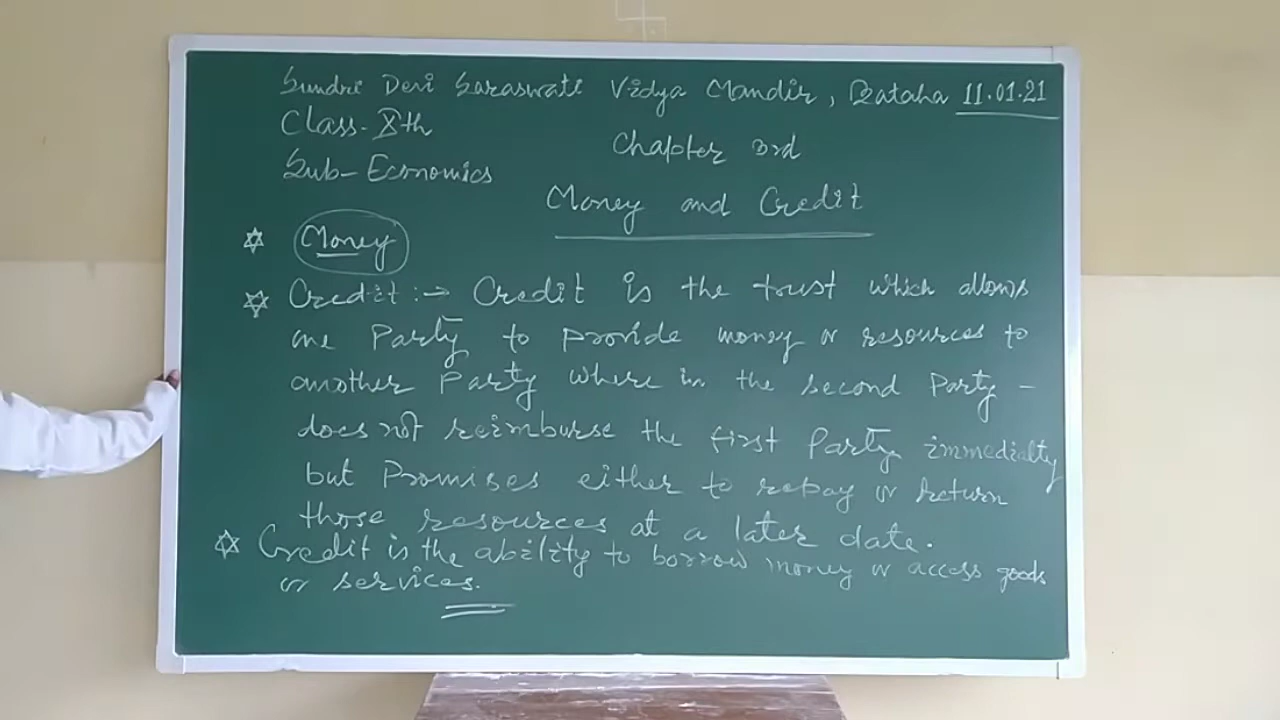 Sundri Devi Saraswati Vidya Mandir, Rataha 11.01.21
Class-Xth
Chapter 3rd
Sub-Economics
Money and Credit
Money
Credit :→ Credit is the trust which allows
one Party to provide money or resources to
another Party where in the second Party -
does not reimburse the first Party immedialty
but Promises either to repay or return
those resources at a later date.
Credit is the ability to borrow money or access goods
or services.